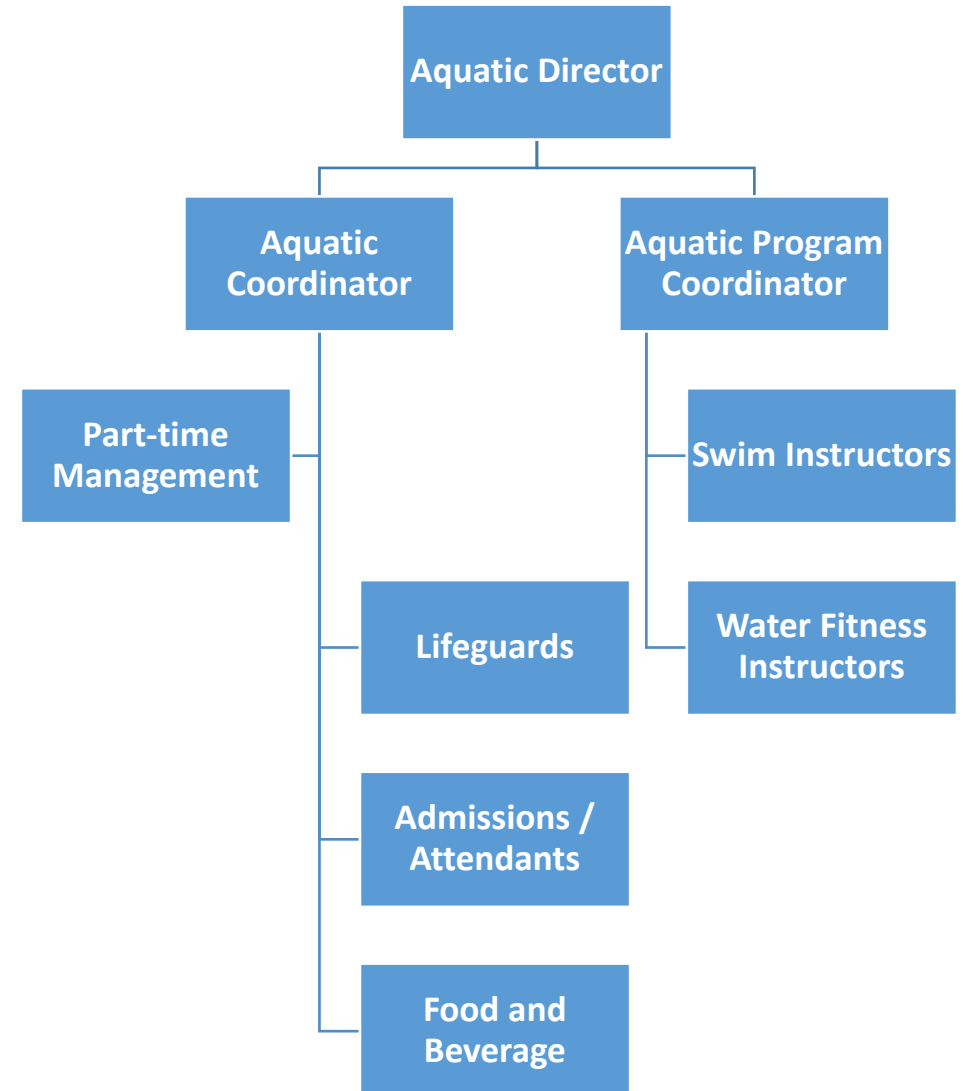 Aquatic Director
Aquatic
Coordinator
Aquatic Program
Coordinator
Part-time
Management
Swim Instructors
Lifeguards
Water Fitness
Instructors
Admissions /
Attendants
Food and
Beverage